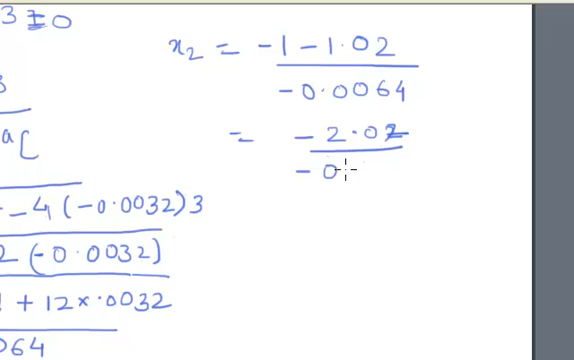 3 = 0
x₂ = -1 - 1.02
-0.0064
3
a c
= -2.02
-0
- 4(-0.0032)3
2(-0.0032)
+ 12 × .0032
064